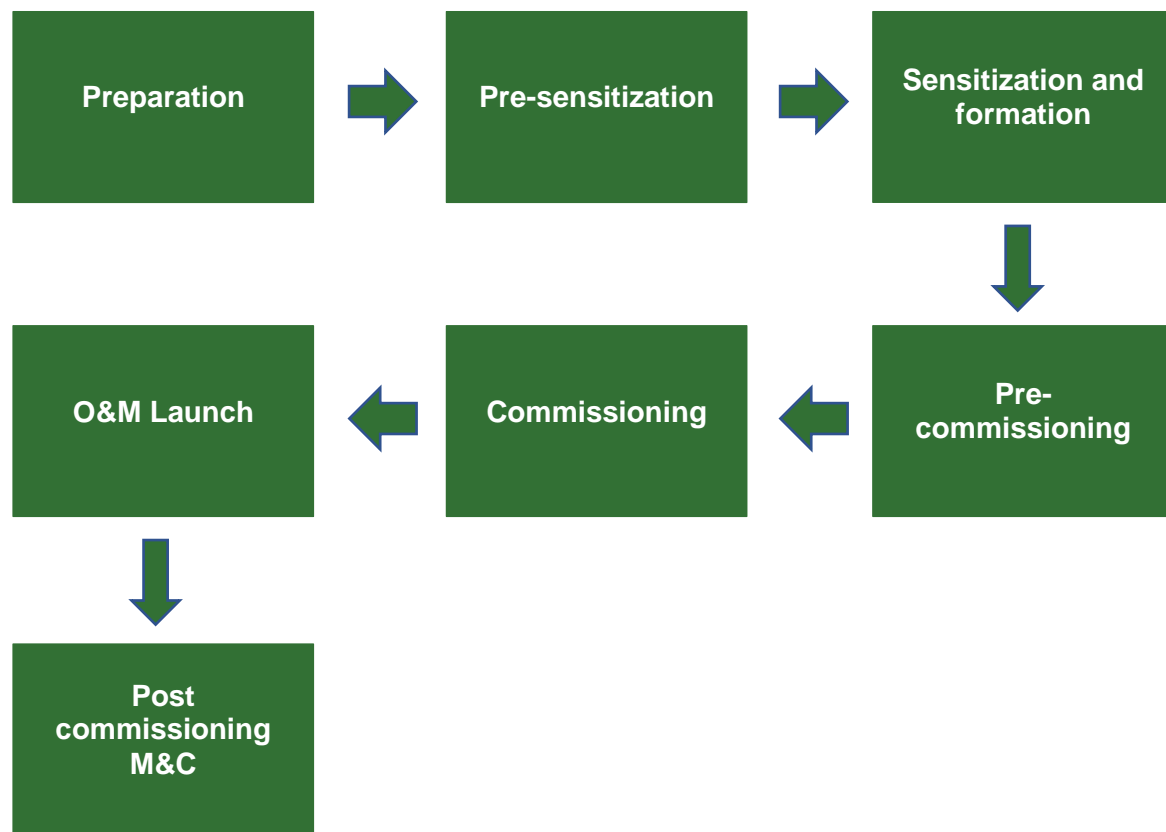 Preparation
Pre-sensitization
Sensitization and
formation
Pre-
commissioning
Commissioning
O&M Launch
Post
commissioning
M&C